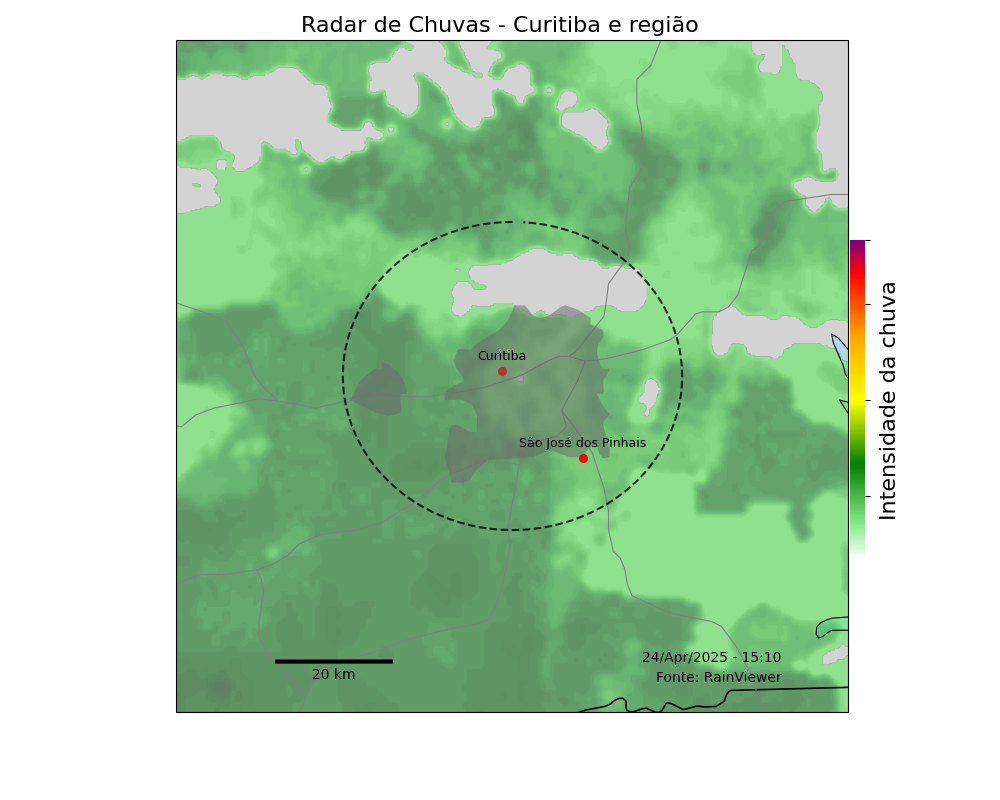 Radar de Chuvas - Curitiba e região
Curitiba
São José dos Pinhais
Intensidade da chuva
20 km
24/Apr/2025 - 15:10
Fonte: RainViewer